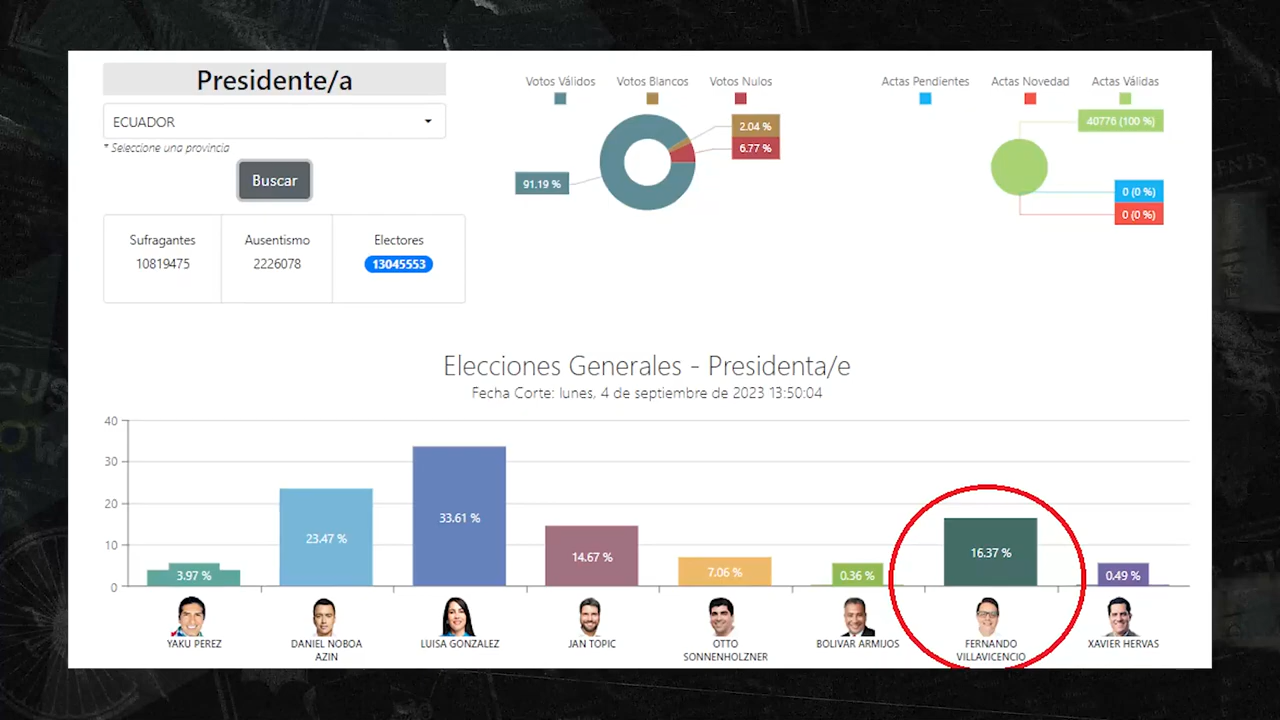 Presidente/a
ECUADOR
* Seleccione una provincia
Buscar
Sufragantes Ausentismo Electores
10819475 2226078 13045553
Votos Válidos Votos Blancos Votos Nulos
2.04 %
6.77 %
91.19 %
Actas Pendientes Actas Novedad Actas Válidas
40776 (100 %)
0 (0 %)
0 (0 %)
Elecciones Generales - Presidenta/e
Fecha Corte: lunes, 4 de septiembre de 2023 13:50:04
40
30
20
10
0
3.97 %
23.47 %
33.61 %
14.67 %
7.06 %
0.36 %
16.37 %
0.49 %
YAKU PEREZ
DANIEL NOBOA
AZIN
LUISA GONZALEZ
JAN TOPIC
OTTO
SONNENHOLZNER
BOLIVAR ARMIJOS
FERNANDO
VILLAVICENCIO
XAVIER HERVAS